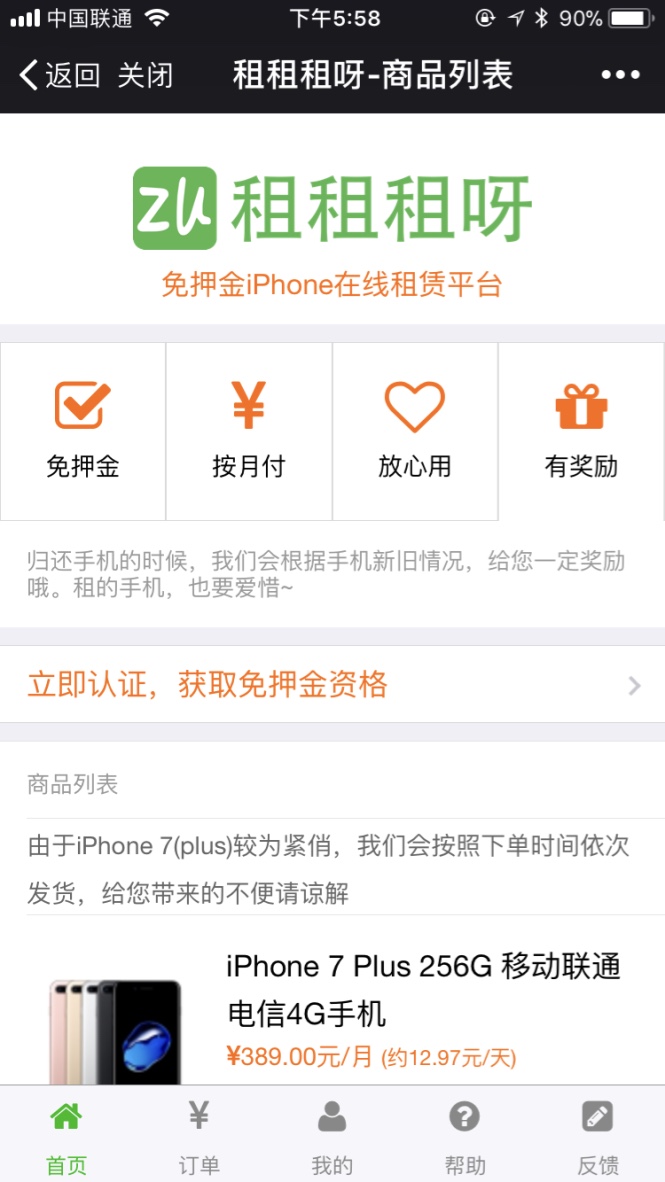 中国联通 下午5:58 90%
返回 关闭 租租租呀-商品列表
zu 租租租呀
免押金iPhone在线租赁平台
免押金 按月付 放心用 有奖励
归还手机的时候，我们会根据手机新旧情况，给您一定奖励
哦。租的手机，也要爱惜~
立即认证，获取免押金资格
商品列表
由于iPhone 7(plus)较为紧俏，我们会按照下单时间依次
发货，给您带来的不便请谅解
iPhone 7 Plus 256G 移动联通
电信4G手机
¥389.00元/月 (约12.97元/天)
首页 订单 我的 帮助 反馈